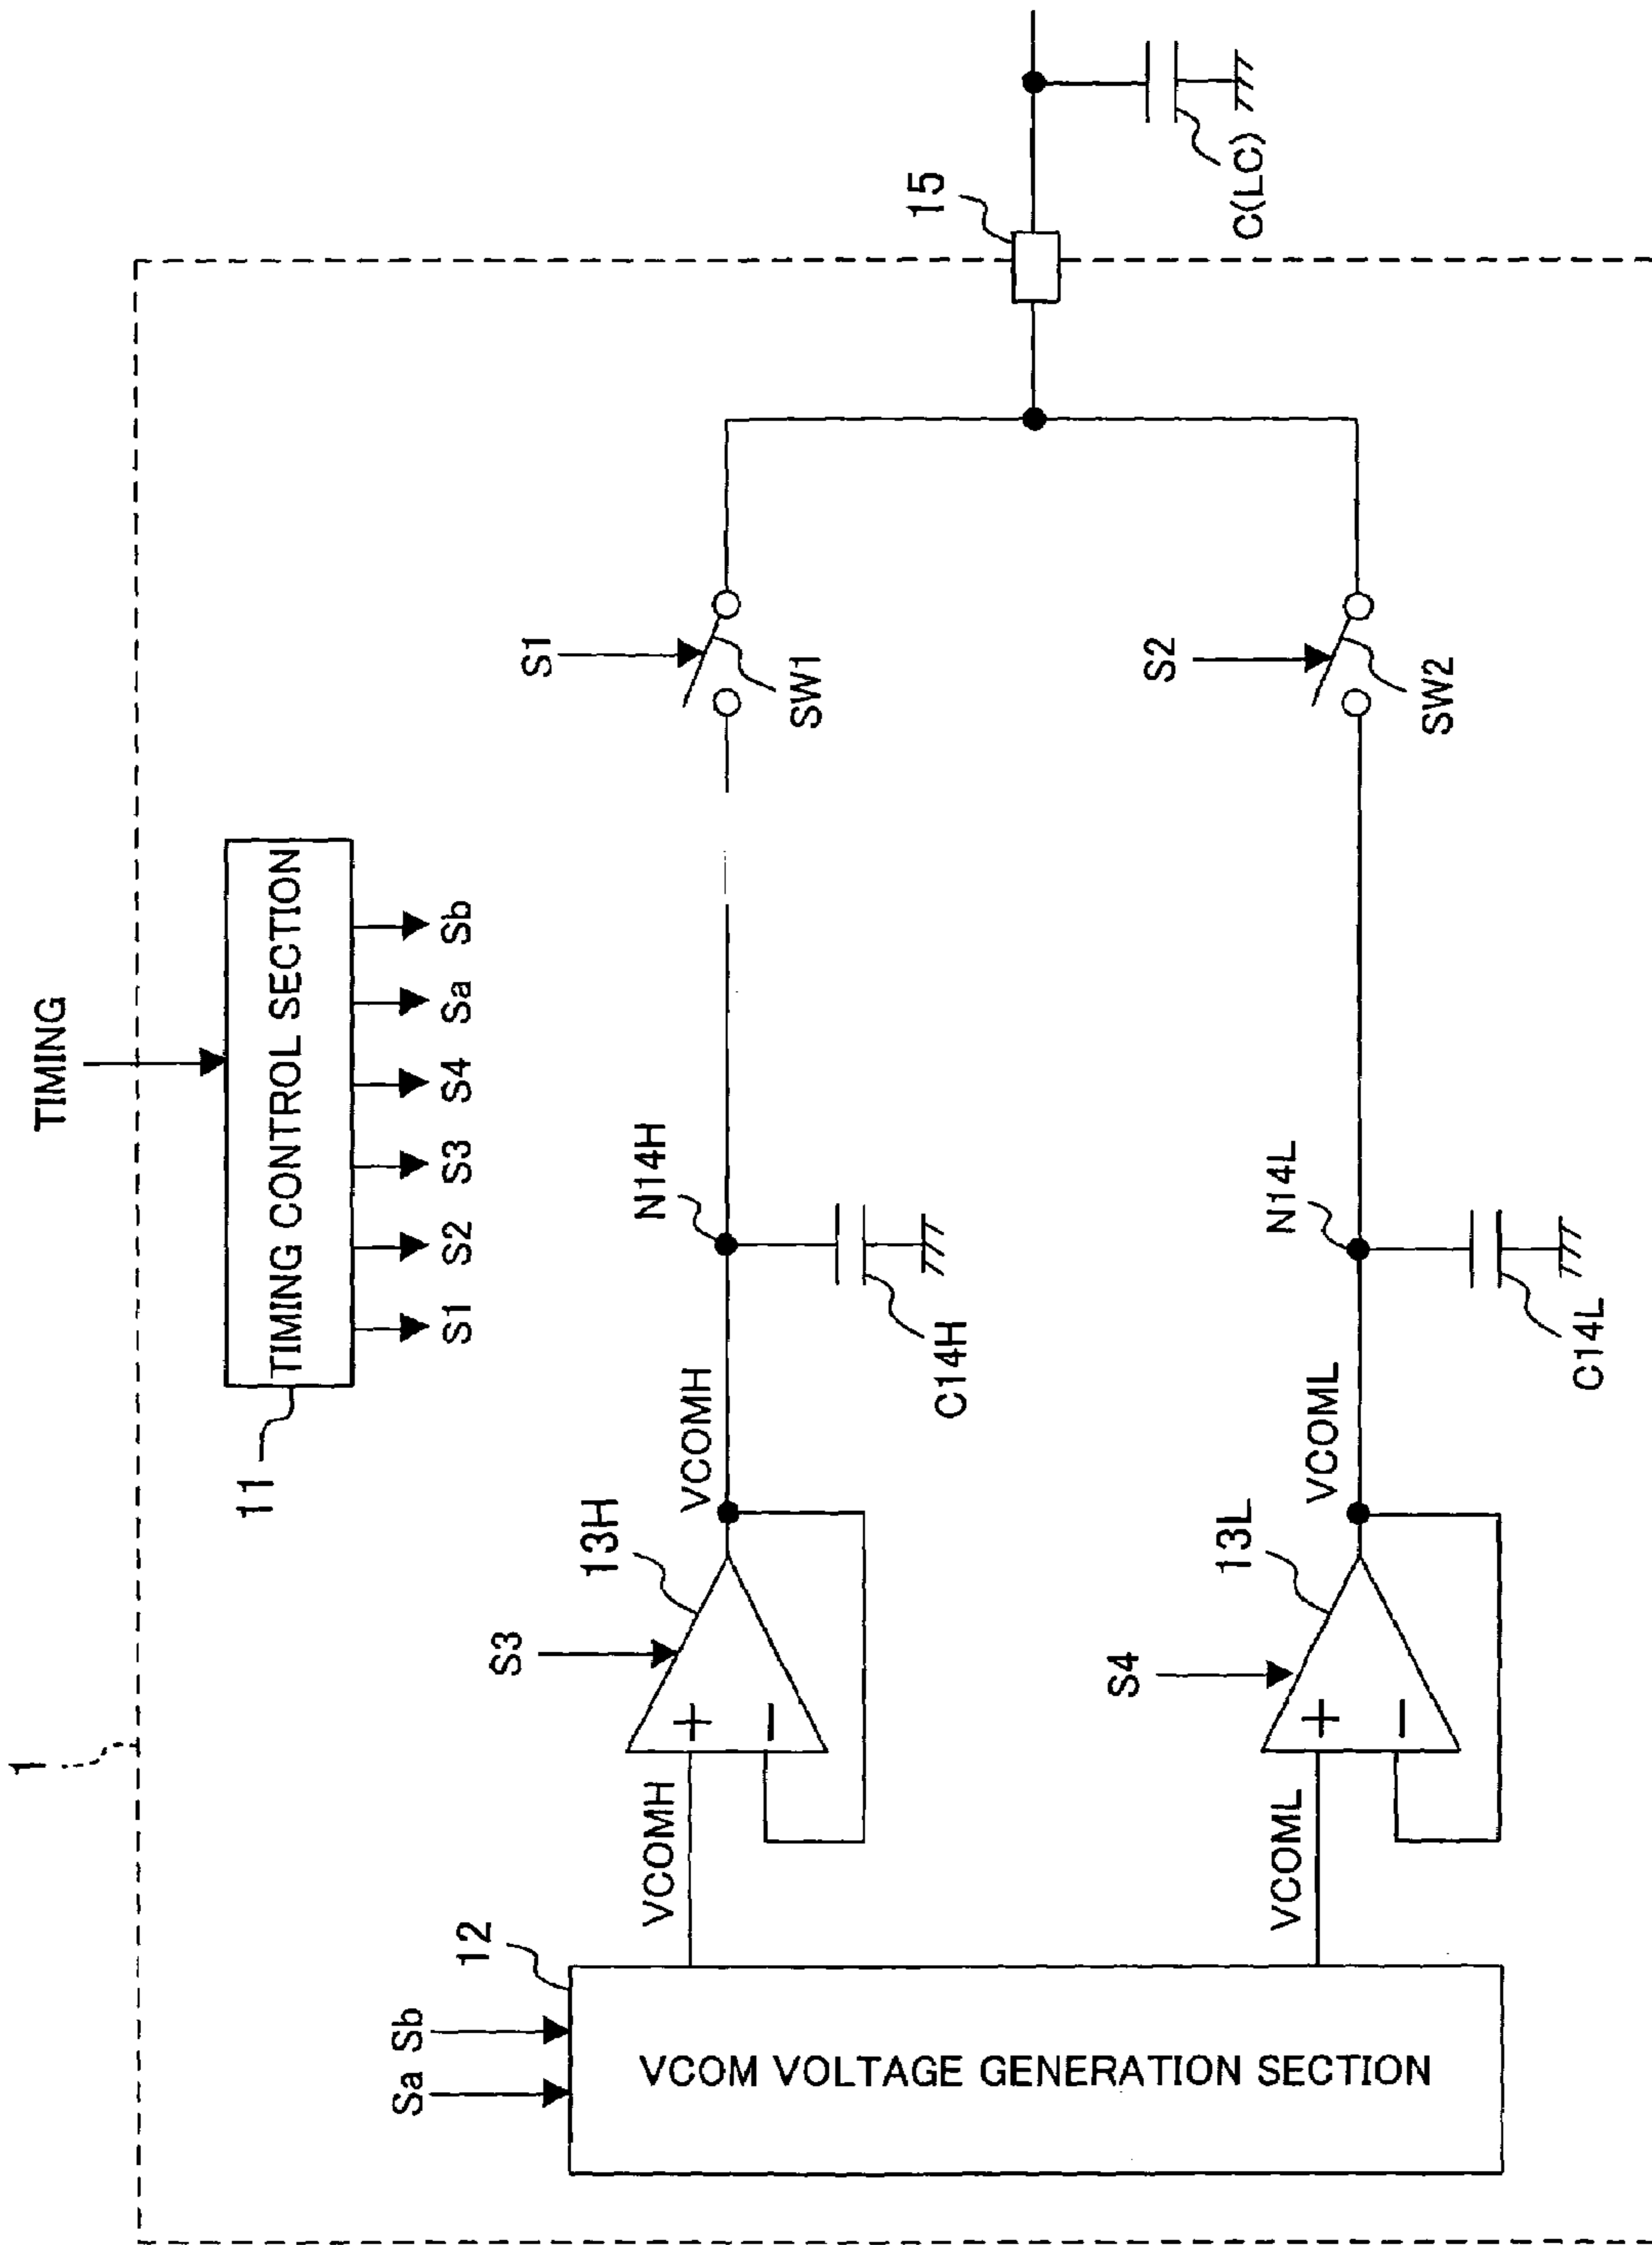 1
TIMING
11
TIMING CONTROL SECTION
S1
S2
S3
S4
Sa
Sb
Sa
Sb
12
VCOM VOLTAGE GENERATION SECTION
VCOMH
S3
13H
+
−
VCOMH
N14H
C14H
S1
SW1
VCOML
S4
13L
+
−
VCOML
N14L
C14L
S2
SW2
15
C(LC)